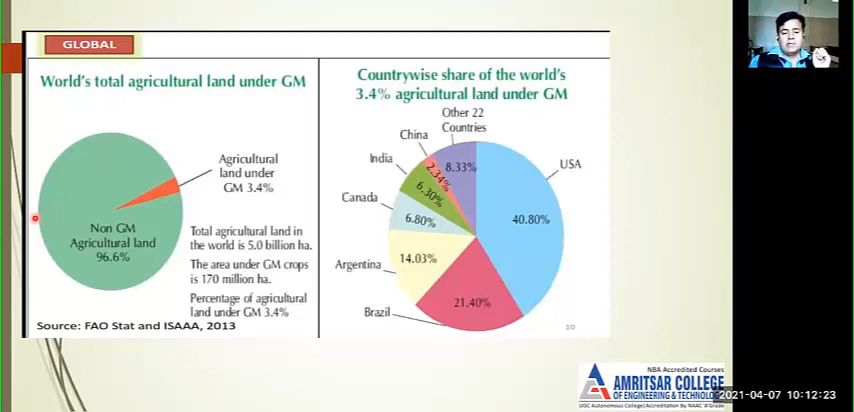 GLOBAL
World's total agricultural land under GM
Agricultural
land under
GM 3.4%
Non GM
Agricultural land
96.6%
Total agricultural land in
the world is 5.0 billion ha.
The area under GM crops
is 170 million ha.
Percentage of agricultural
land under GM 3.4%
Source: FAO Stat and ISAAA, 2013
Countrywise share of the world's
3.4% agricultural land under GM
Other 22
Countries
China
India
Canada
Argentina
Brazil
USA
8.33%
2.34%
6.30%
6.80%
14.03%
21.40%
40.80%
10
NBA Accredited Courses
AMRITSAR COLLEGE
OF ENGINEERING & TECHNOLO
UGC Autonomous College|Accreditation by NAAC 'A'Grade
2021-04-07 10:12:23